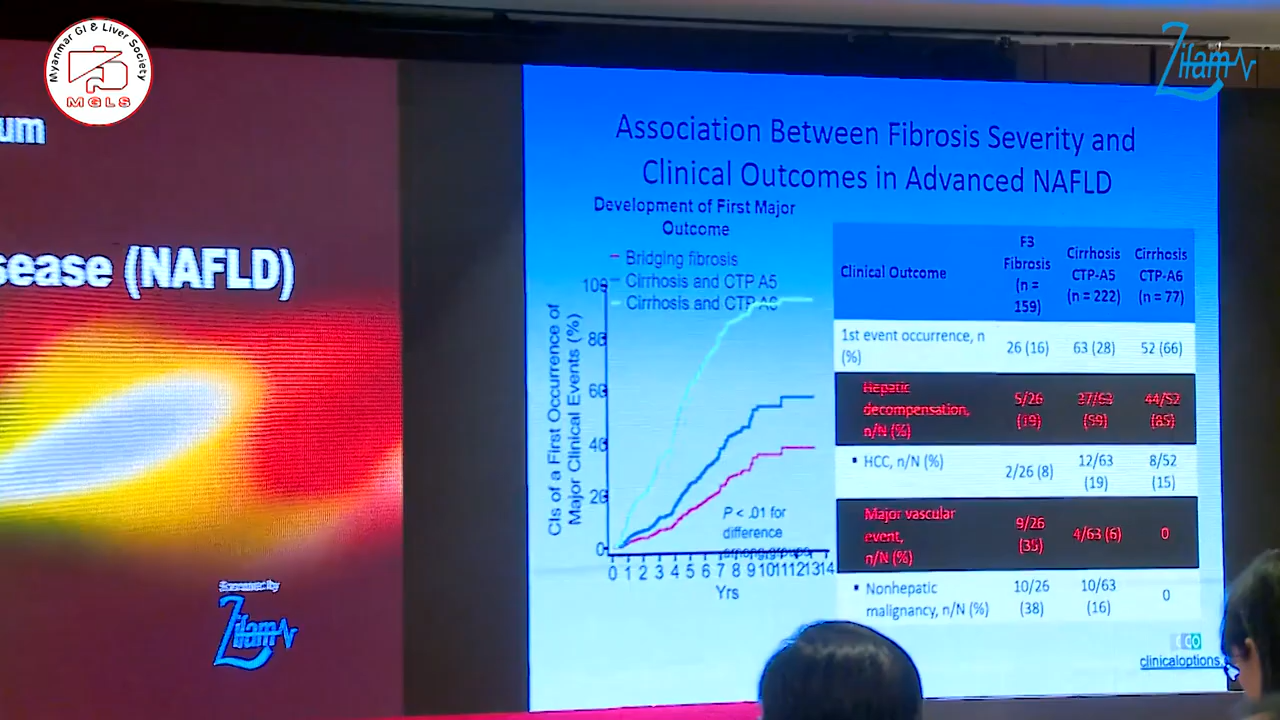 Myanmar GI & Liver Society
MGLS
Zifam
um
sease (NAFLD)
Zifam
Association Between Fibrosis Severity and
Clinical Outcomes in Advanced NAFLD
Development of First Major
Outcome
Bridging fibrosis
Cirrhosis and CTP A5
Cirrhosis and CTP A6
CIs of a First Occurrence of
Major Clinical Events (%)
100
80
60
40
20
0
P < .01 for
difference
among groups
0 1 2 3 4 5 6 7 8 9 10 11 12 13 14
Yrs
Clinical Outcome
F3
Fibrosis
(n =
159)
Cirrhosis
CTP-A5
(n = 222)
Cirrhosis
CTP-A6
(n = 77)
1st event occurrence, n
(%)
26 (16)
63 (28)
52 (66)
Hepatic
decompensation,
n/N (%)
5/26
(19)
37/63
(59)
44/52
(85)
▪ HCC, n/N (%)
2/26 (8)
12/63
(19)
8/52
(15)
Major vascular
event,
n/N (%)
9/26
(35)
4/63 (6)
0
▪ Nonhepatic
malignancy, n/N (%)
10/26
(38)
10/63
(16)
0
CO
clinicaloptions.